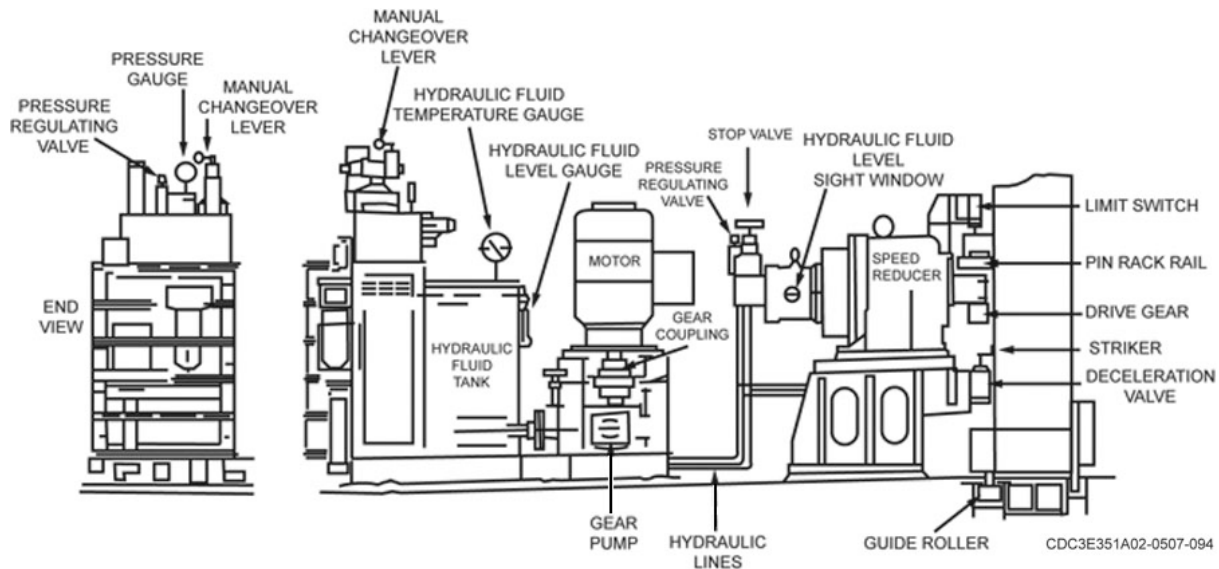 MANUAL
CHANGEOVER
LEVER
PRESSURE
GAUGE
MANUAL
CHANGEOVER
LEVER
PRESSURE
REGULATING
VALVE
HYDRAULIC FLUID
TEMPERATURE GAUGE
HYDRAULIC FLUID
LEVEL GAUGE
STOP VALVE
PRESSURE
REGULATING
VALVE
HYDRAULIC FLUID
LEVEL
SIGHT WINDOW
LIMIT SWITCH
PIN RACK RAIL
DRIVE GEAR
STRIKER
DECELERATION
VALVE
MOTOR
SPEED
REDUCER
GEAR
COUPLING
END
VIEW
HYDRAULIC
FLUID
TANK
GEAR
PUMP
HYDRAULIC
LINES
GUIDE ROLLER
CDC3E351A02-0507-094